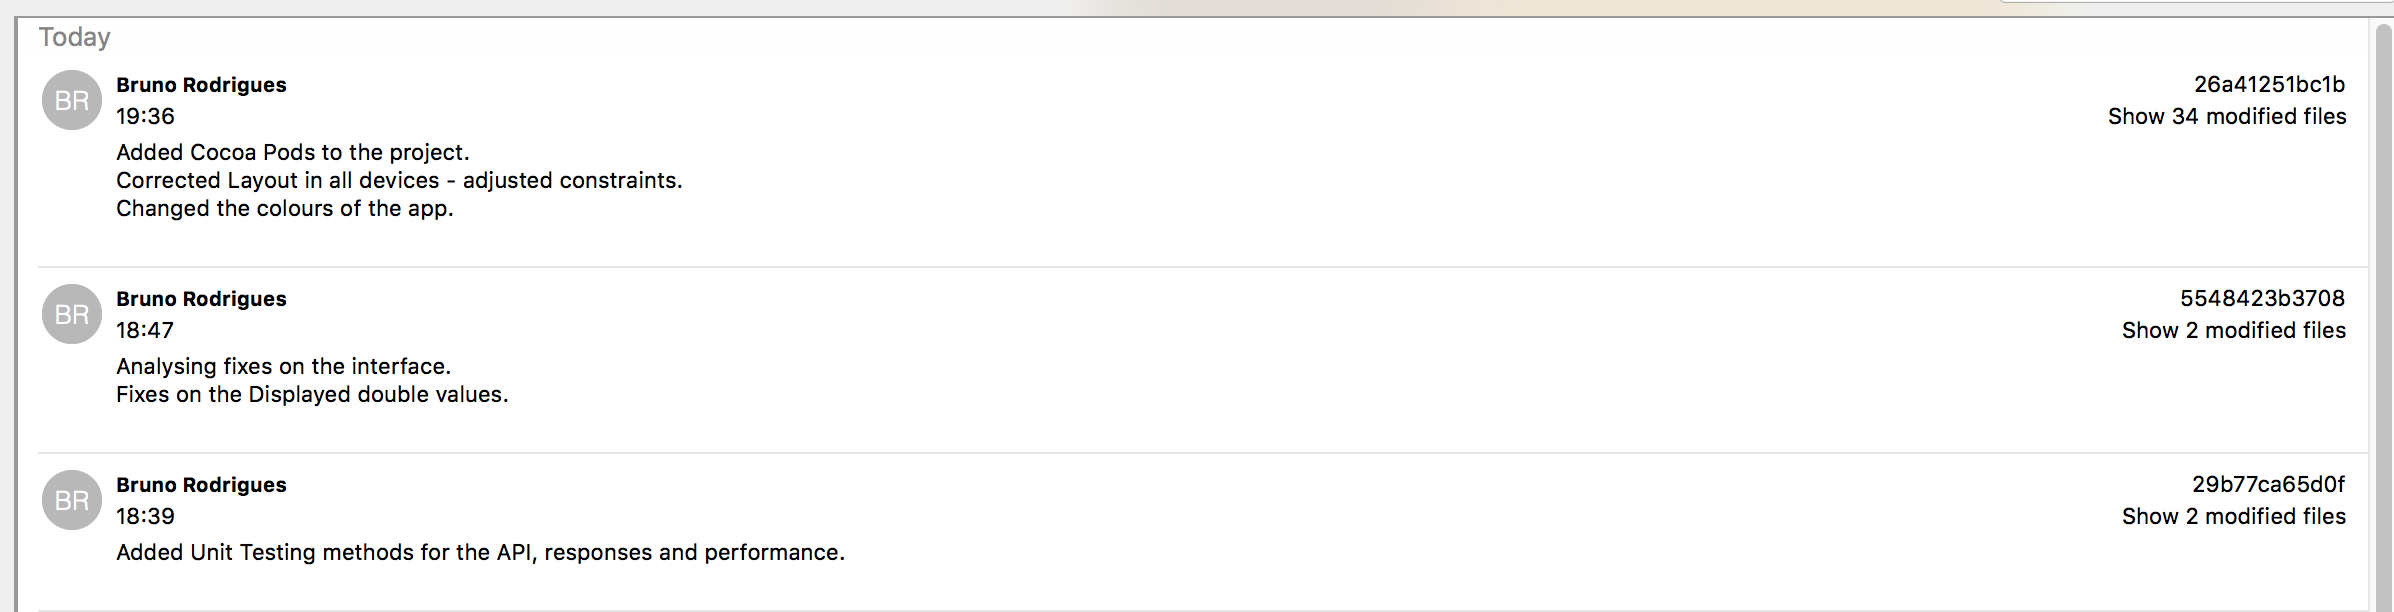 Today
BR
Bruno Rodrigues
26a41251bc1b
19:36
Show 34 modified files
Added Cocoa Pods to the project.
Corrected Layout in all devices - adjusted constraints.
Changed the colours of the app.
BR
Bruno Rodrigues
5548423b3708
18:47
Show 2 modified files
Analysing fixes on the interface.
Fixes on the Displayed double values.
BR
Bruno Rodrigues
29b77ca65d0f
18:39
Show 2 modified files
Added Unit Testing methods for the API, responses and performance.